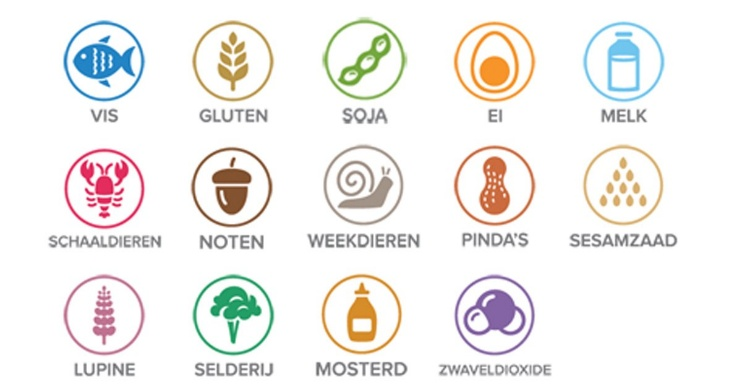 VIS
GLUTEN
SOJA
EI
MELK
SCHAALDIEREN
NOTEN
WEEKDIEREN
PINDA'S
SESAMZAAD
LUPINE
SELDERIJ
MOSTERD
ZWAVELDIOXIDE